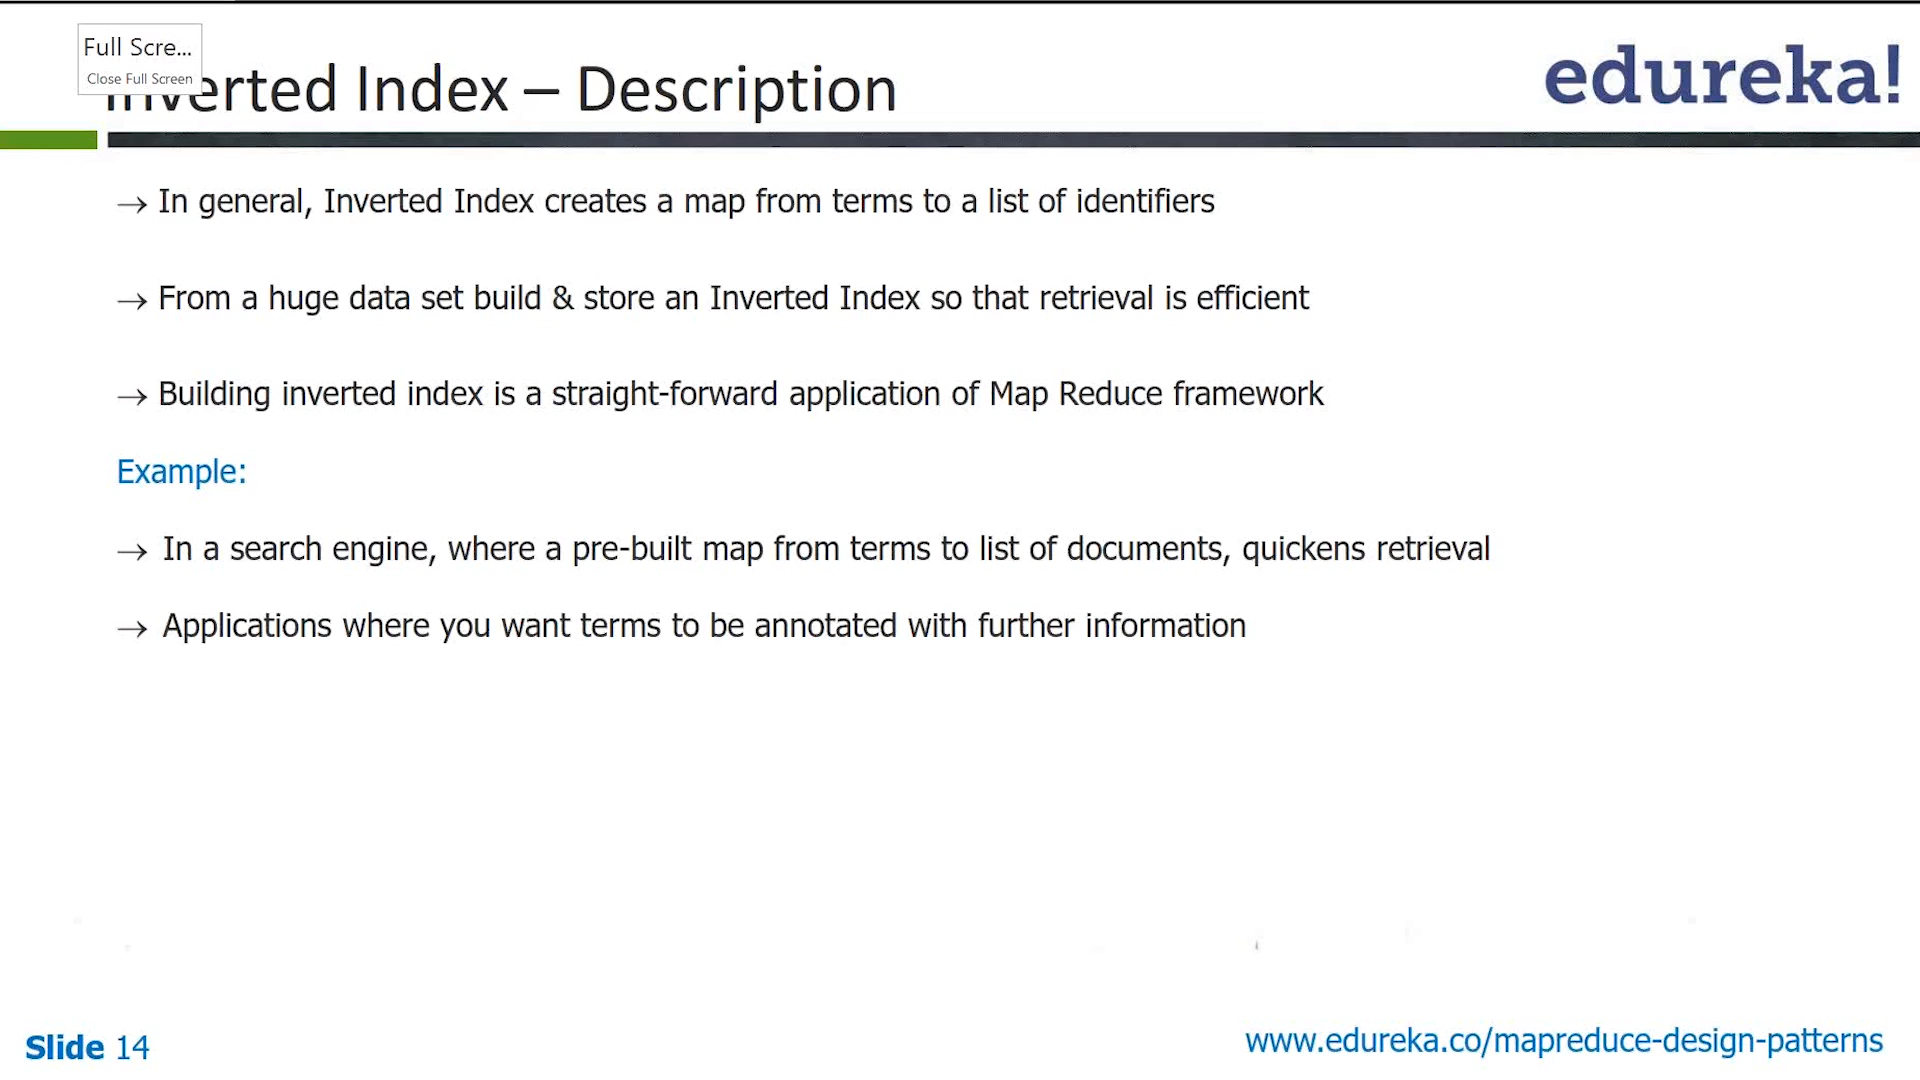 Full Scre...
Close Full Screen
Inverted Index – Description
edureka!
→ In general, Inverted Index creates a map from terms to a list of identifiers
→ From a huge data set build & store an Inverted Index so that retrieval is efficient
→ Building inverted index is a straight-forward application of Map Reduce framework
Example:
→ In a search engine, where a pre-built map from terms to list of documents, quickens retrieval
→ Applications where you want terms to be annotated with further information
Slide 14
www.edureka.co/mapreduce-design-patterns